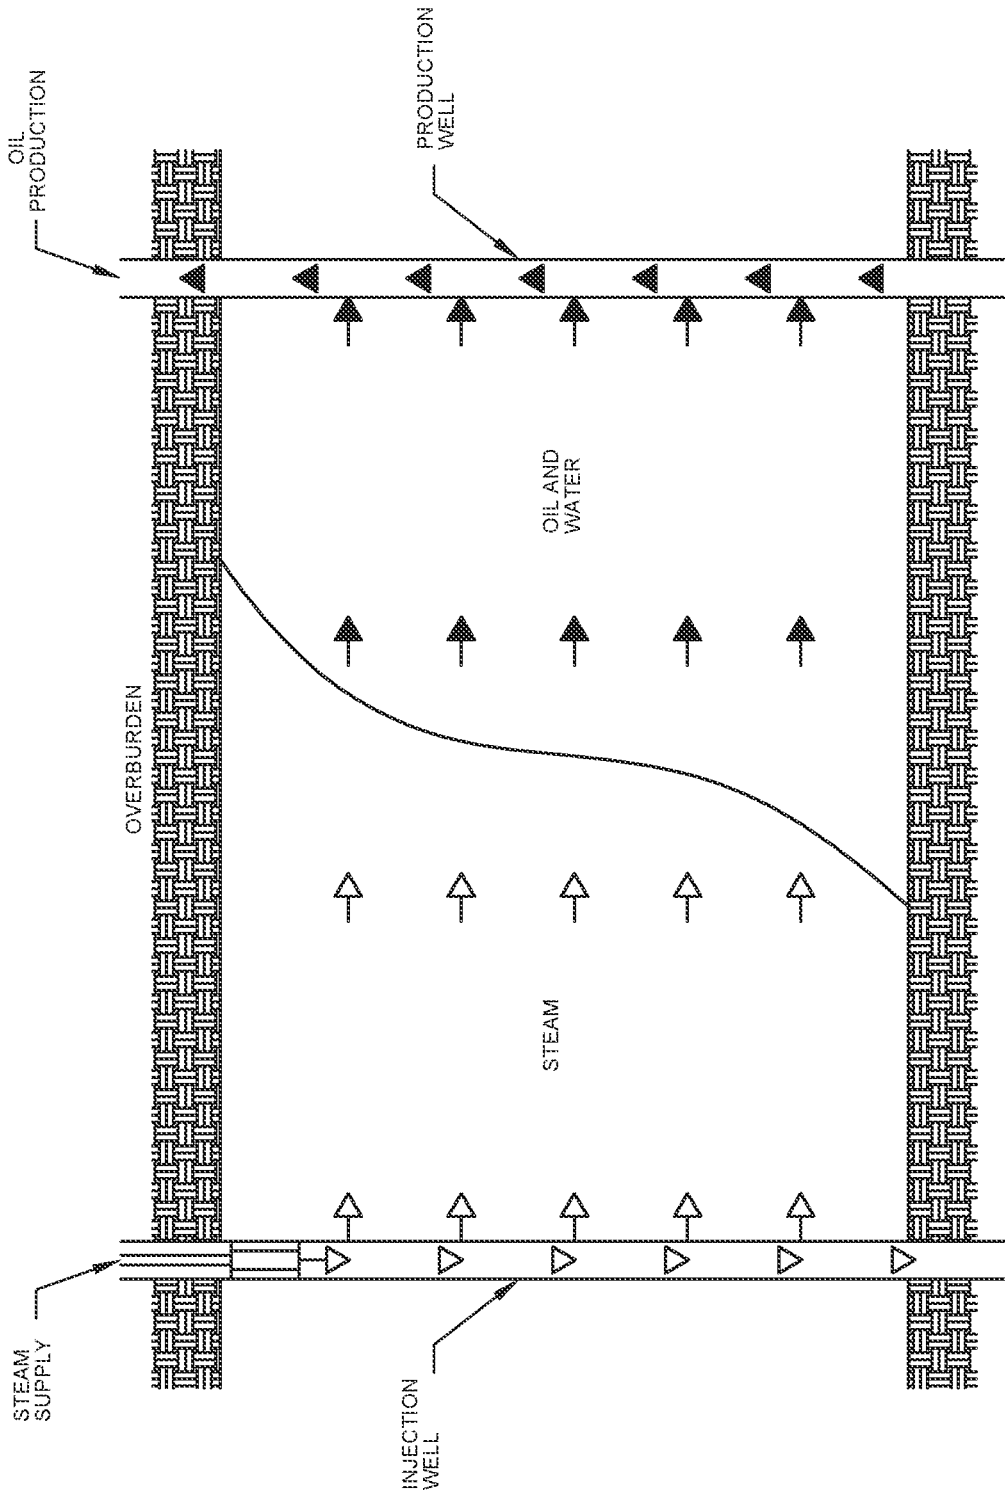 STEAM
SUPPLY
OVERBURDEN
OIL
PRODUCTION
INJECTION
WELL
STEAM
OIL AND
WATER
PRODUCTION
WELL